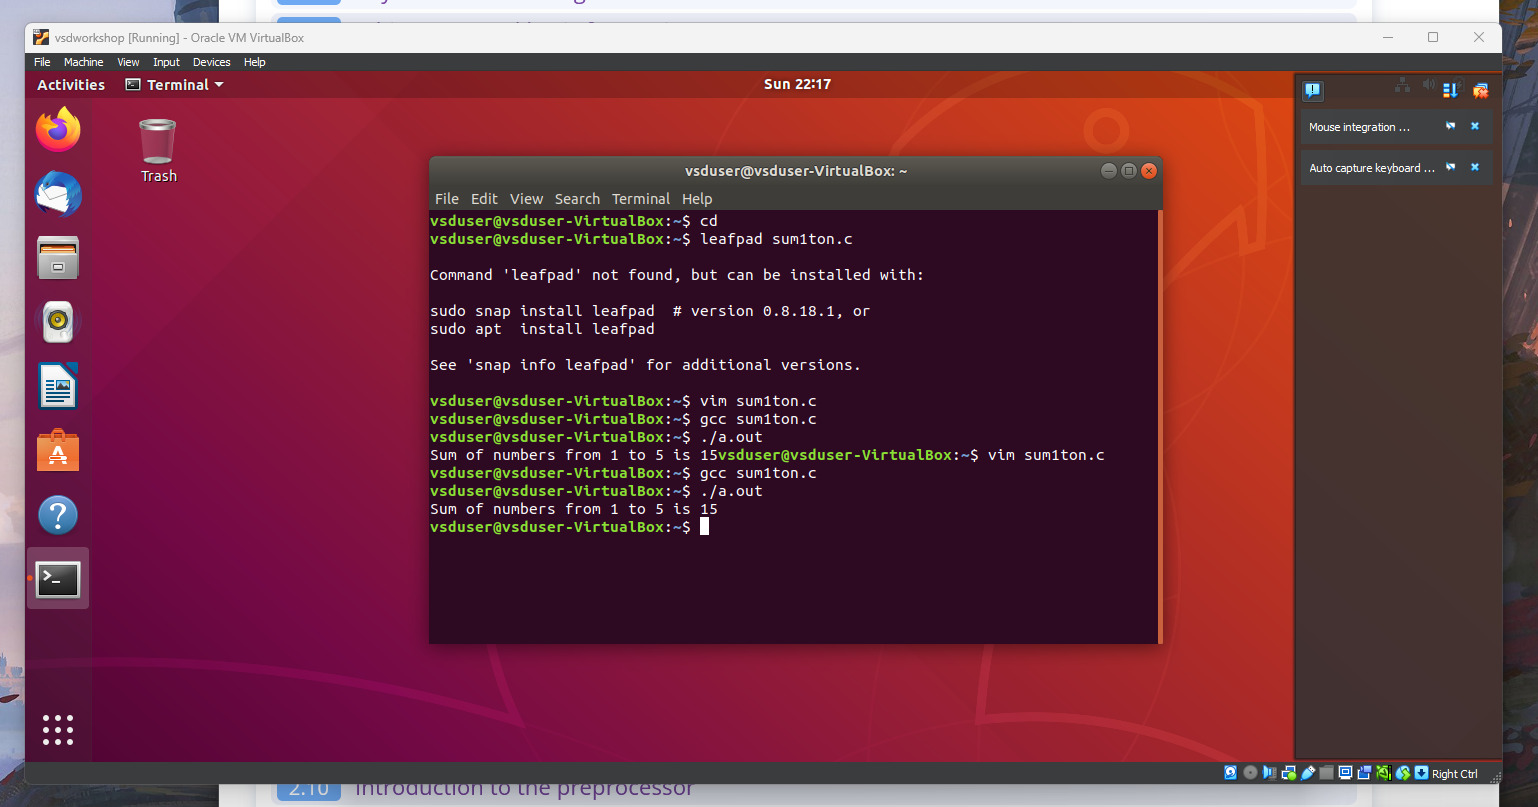 vsdworkshop [Running] - Oracle VM VirtualBox
File Machine View Input Devices Help
Activities Terminal Sun 22:17
Mouse integration ...
Auto capture keyboard ...
Trash
vsduser@vsduser-VirtualBox: ~
File Edit View Search Terminal Help
vsduser@vsduser-VirtualBox:~$ cd
vsduser@vsduser-VirtualBox:~$ leafpad sum1ton.c
Command 'leafpad' not found, but can be installed with:
sudo snap install leafpad  # version 0.8.18.1, or
sudo apt  install leafpad
See 'snap info leafpad' for additional versions.
vsduser@vsduser-VirtualBox:~$ vim sum1ton.c
vsduser@vsduser-VirtualBox:~$ gcc sum1ton.c
vsduser@vsduser-VirtualBox:~$ ./a.out
Sum of numbers from 1 to 5 is 15vsduser@vsduser-VirtualBox:~$ vim sum1ton.c
vsduser@vsduser-VirtualBox:~$ gcc sum1ton.c
vsduser@vsduser-VirtualBox:~$ ./a.out
Sum of numbers from 1 to 5 is 15
vsduser@vsduser-VirtualBox:~$
Right Ctrl
2.10 Introduction to the preprocessor